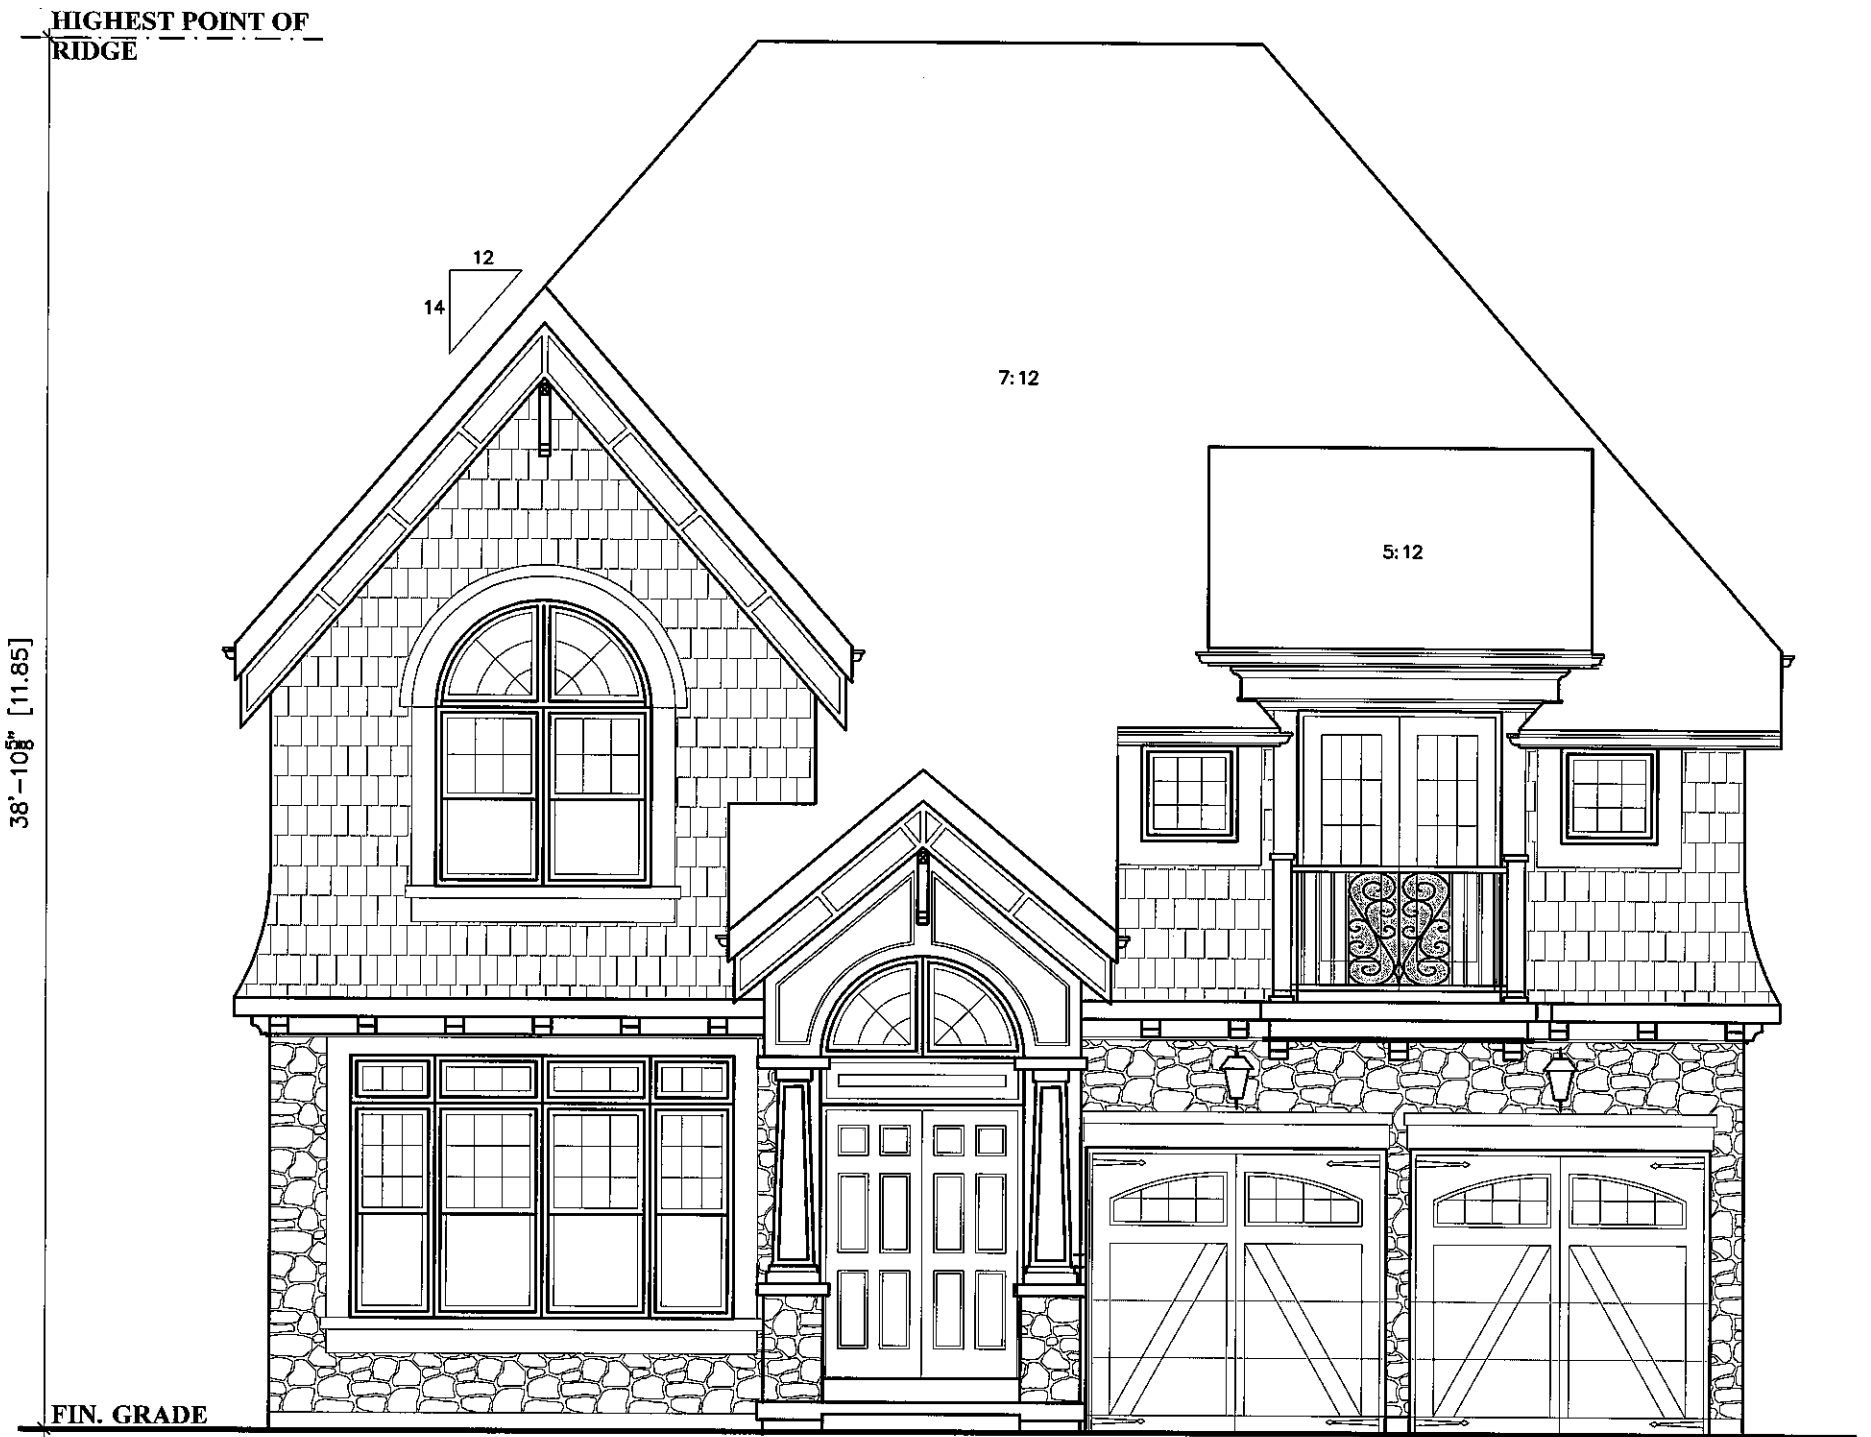 HIGHEST POINT OF
RIDGE
12
14
7:12
5:12
38'-10⅝" [11.85]
FIN. GRADE